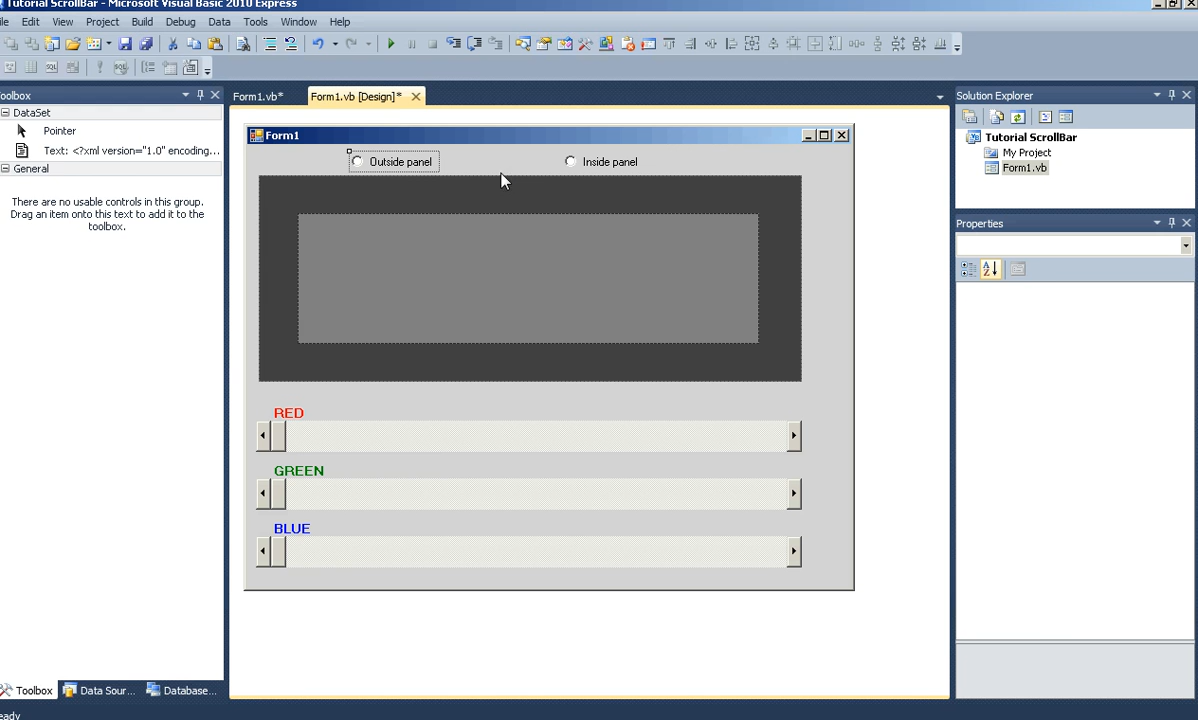 Tutorial ScrollBar - Microsoft Visual Basic 2010 Express
ile Edit View Project Build Debug Data Tools Window Help
oolbox
DataSet
Pointer
Text: <?xml version="1.0" encoding...
General
There are no usable controls in this group.
Drag an item onto this text to add it to the
toolbox.
Toolbox Data Sour... Database...
eady
Form1.vb* Form1.vb [Design]*
Form1
Outside panel Inside panel
RED
GREEN
BLUE
Solution Explorer
Tutorial ScrollBar
My Project
Form1.vb
Properties